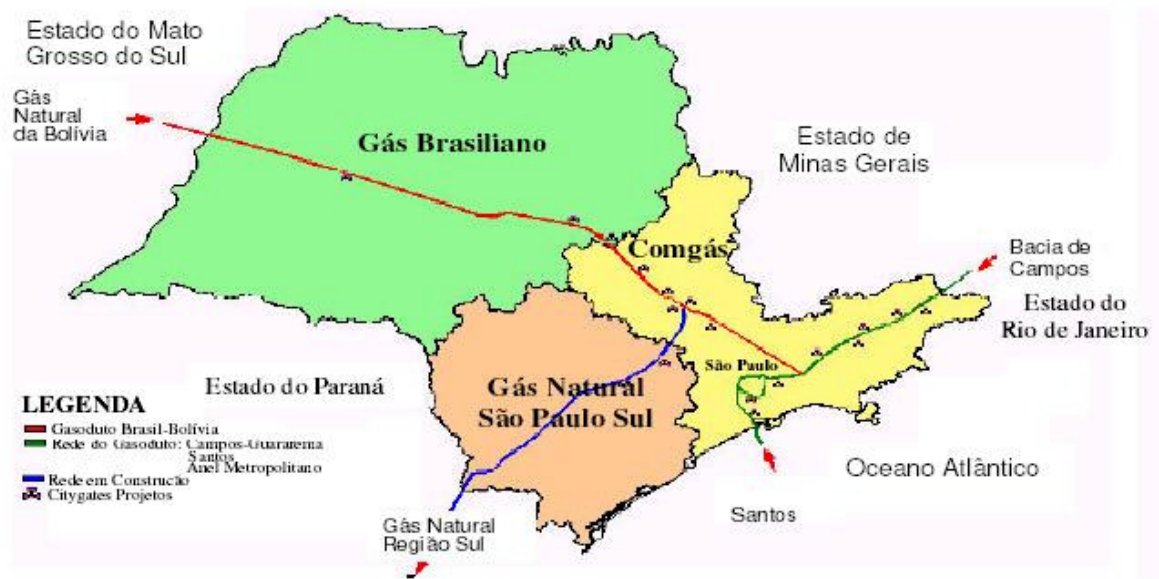 Estado do Mato
Grosso do Sul
Gás
Natural
da Bolívia
Gás Brasiliano
Estado de
Minas Gerais
Comgás
Bacia de
Campos
Estado do
Rio de Janeiro
São Paulo
Estado do Paraná
Gás Natural
São Paulo Sul
LEGENDA
Gasoduto Brasil-Bolívia
Rede do Gasoduto: Campos-Guararema
Santos
Anel Metropolitano
Rede em Construção
Citygates Projetos
Oceano Atlântico
Santos
Gás Natural
Região Sul